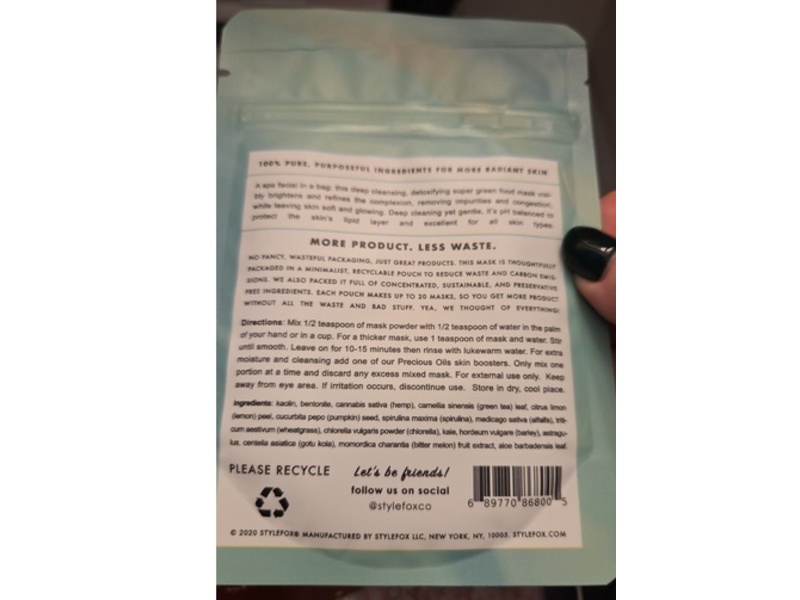 100% PURE, PURPOSEFUL INGREDIENTS FOR MORE RADIANT SKIN
A spa facial in a bag: this deep cleansing, detoxifying super green food mask visi-
bly brightens and refines the complexion, removing impurities and congestion,
while leaving skin soft and glowing. Deep cleaning yet gentle, it's pH balanced to
protect the skin's lipid layer and excellent for all skin types.
MORE PRODUCT. LESS WASTE.
NO FANCY, WASTEFUL PACKAGING, JUST GREAT PRODUCTS. THIS MASK IS THOUGHTFULLY
PACKAGED IN A MINIMALIST, RECYCLABLE POUCH TO REDUCE WASTE AND CARBON EMIS-
SIONS. WE ALSO PACKED IT FULL OF CONCENTRATED, SUSTAINABLE, AND PRESERVATIVE
FREE INGREDIENTS. EACH POUCH MAKES UP TO 20 MASKS, SO YOU GET MORE PRODUCT
WITHOUT ALL THE WASTE AND BAD STUFF. YEA, WE THOUGHT OF EVERYTHING!
Directions: Mix 1/2 teaspoon of mask powder with 1/2 teaspoon of water in the palm
of your hand or in a cup. For a thicker mask, use 1 teaspoon of mask and water. Stir
until smooth. Leave on for 10-15 minutes then rinse with lukewarm water. For extra
moisture and cleansing add one of our Precious Oils skin boosters. Only mix one
portion at a time and discard any excess mixed mask. For external use only. Keep
away from eye area. If irritation occurs, discontinue use. Store in dry, cool place.
Ingredients: kaolin, bentonite, cannabis sativa (hemp), camellia sinensis (green tea) leaf, citrus limon
(lemon) peel, cucurbita pepo (pumpkin) seed, spirulina maxima (spirulina), medicago sativa (alfalfa), triti-
cum aestivum (wheatgrass), chlorella vulgaris powder (chlorella), kale, hordeum vulgare (barley), astragu-
lus, centella asiatica (gotu kola), momordica charantia (bitter melon) fruit extract, aloe barbadensis leaf
PLEASE RECYCLE
Let's be friends!
follow us on social
@stylefoxco
6 89770 86800 5
© 2020 STYLEFOX® MANUFACTURED BY STYLEFOX LLC, NEW YORK, NY, 10005. STYLEFOX.COM